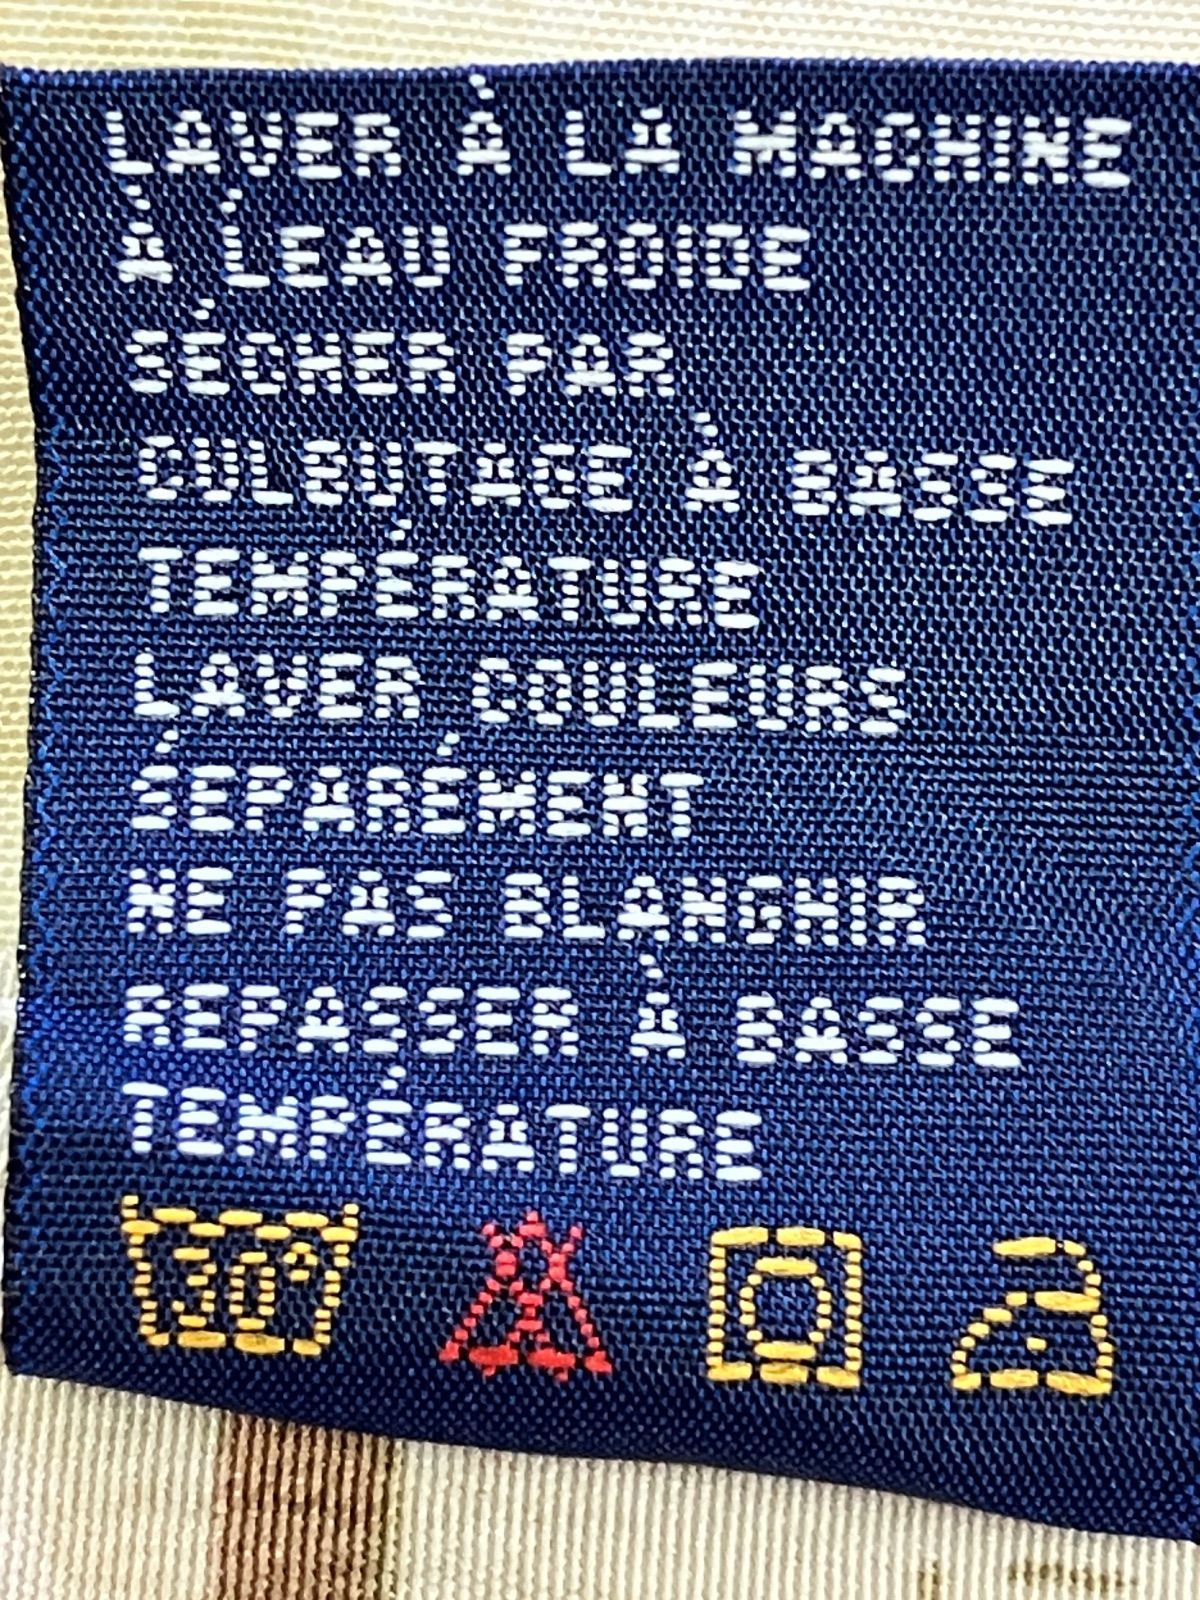 LAVER À LA MACHINE
À L'EAU FROIDE
SÉCHER PAR
CULBUTAGE À BASSE
TEMPÉRATURE
LAVER COULEURS
SÉPARÉMENT
NE PAS BLANCHIR
REPASSER À BASSE
TEMPÉRATURE
30°